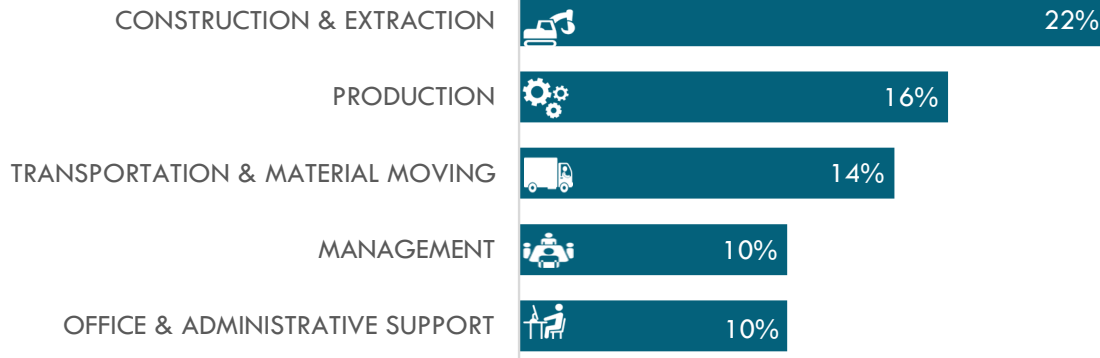 CONSTRUCTION & EXTRACTION 22%
PRODUCTION 16%
TRANSPORTATION & MATERIAL MOVING 14%
MANAGEMENT 10%
OFFICE & ADMINISTRATIVE SUPPORT 10%